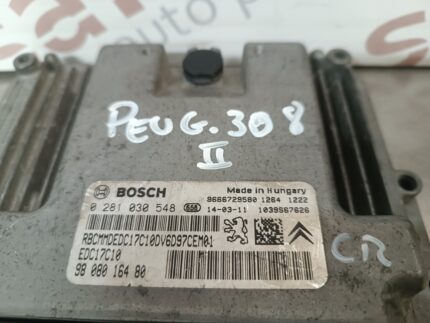 PEUG. 308
II
BOSCH
Made in Hungary
9666729580 1264 1222
0 281 030 548 14-03-11 1039567626
RBCMMDEDC17C10DV6D97CEM01
EDC17C10
98 080 164 80
CR